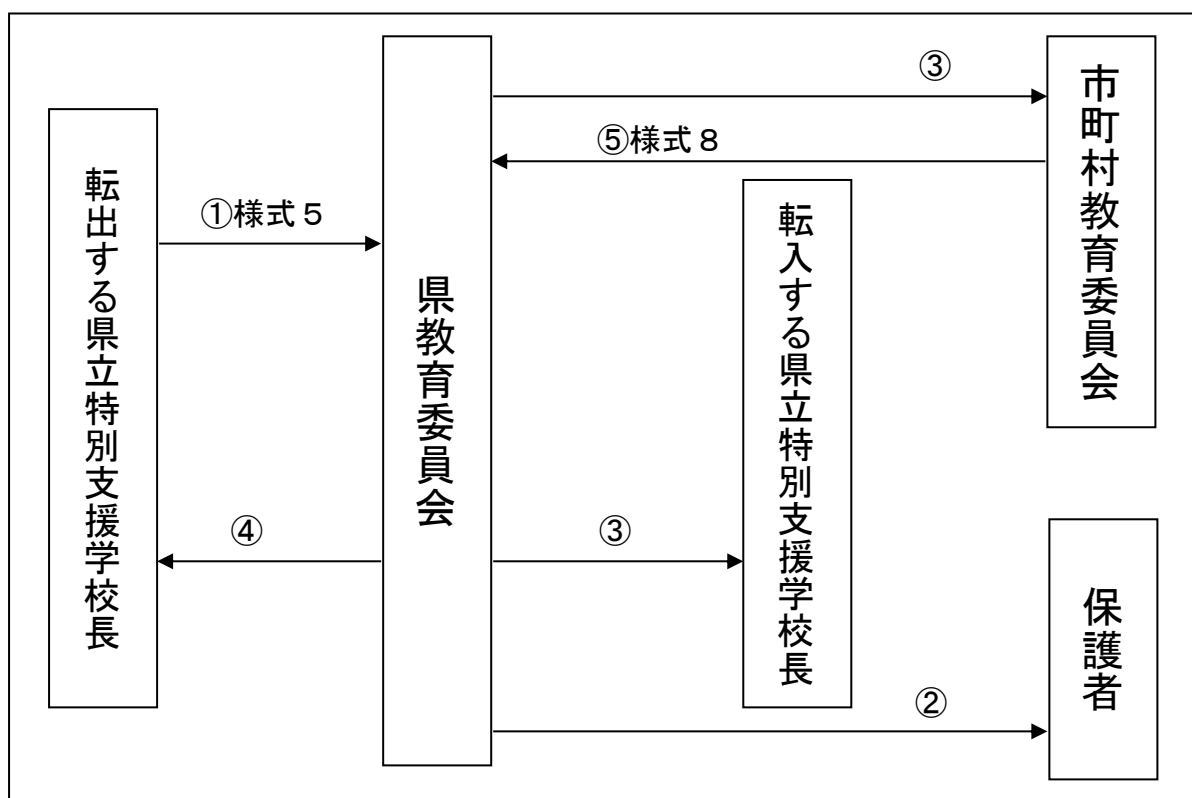 転出する県立特別支援学校長
①様式５
県教育委員会
③
⑤様式８
市町村教育委員会
転入する県立特別支援学校長
④
③
②
保護者